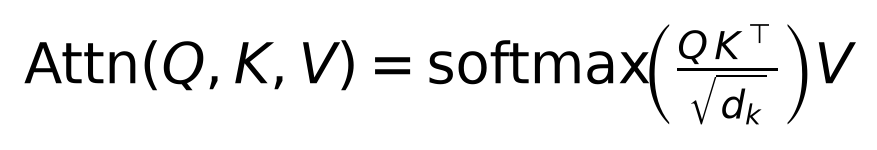 Attn(Q, K, V) = softmax(QK^⊤/√d_k)V